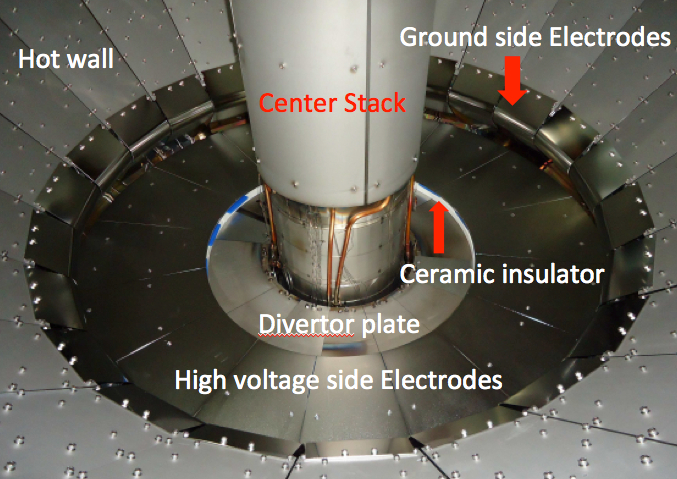 Ground side Electrodes
Hot wall
Center Stack
Ceramic insulator
Divertor plate
High voltage side Electrodes